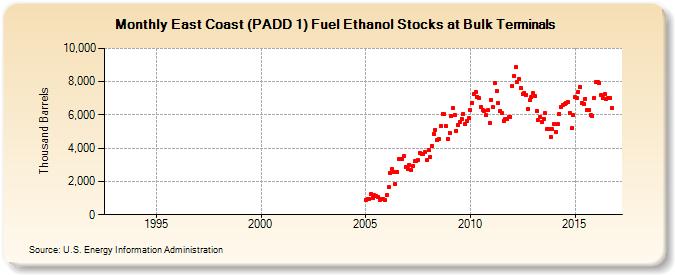 Monthly East Coast (PADD 1) Fuel Ethanol Stocks at Bulk Terminals
Thousand Barrels
10,000
8,000
6,000
4,000
2,000
0
1995 2000 2005 2010 2015
Source: U.S. Energy Information Administration